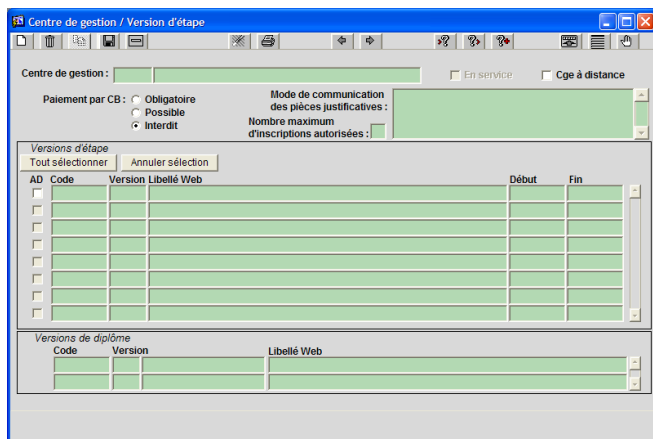 Centre de gestion / Version d'étape
Centre de gestion :
En service
Cge à distance
Paiement par CB :
Obligatoire
Possible
Interdit
Mode de communication
des pièces justificatives :
Nombre maximum
d'inscriptions autorisées :
Versions d'étape
Tout sélectionner
Annuler sélection
AD Code Version Libellé Web Début Fin
Versions de diplôme
Code Version Libellé Web